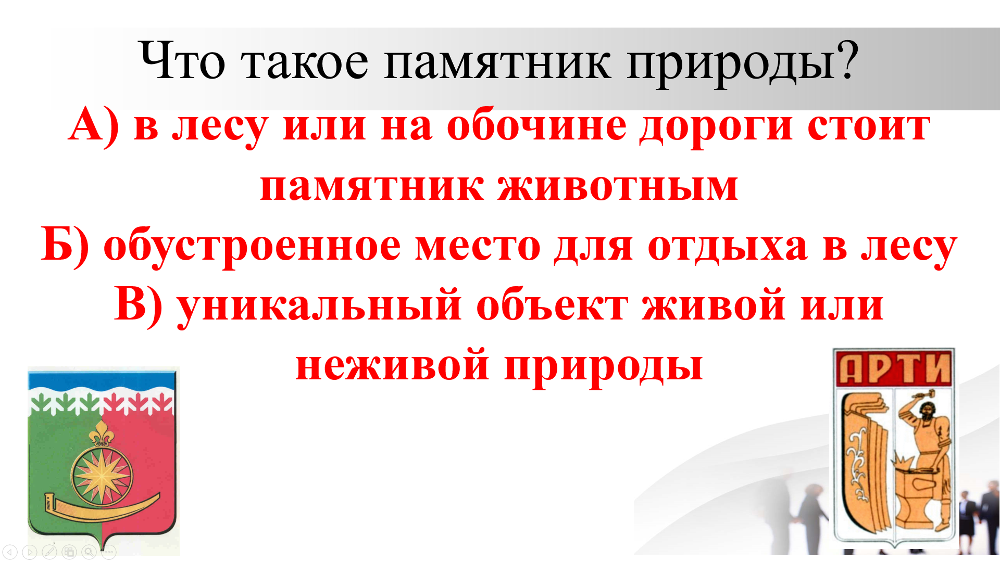 Что такое памятник природы?
А) в лесу или на обочине дороги стоит
памятник животным
Б) обустроенное место для отдыха в лесу
В) уникальный объект живой или
неживой природы
АРТИ